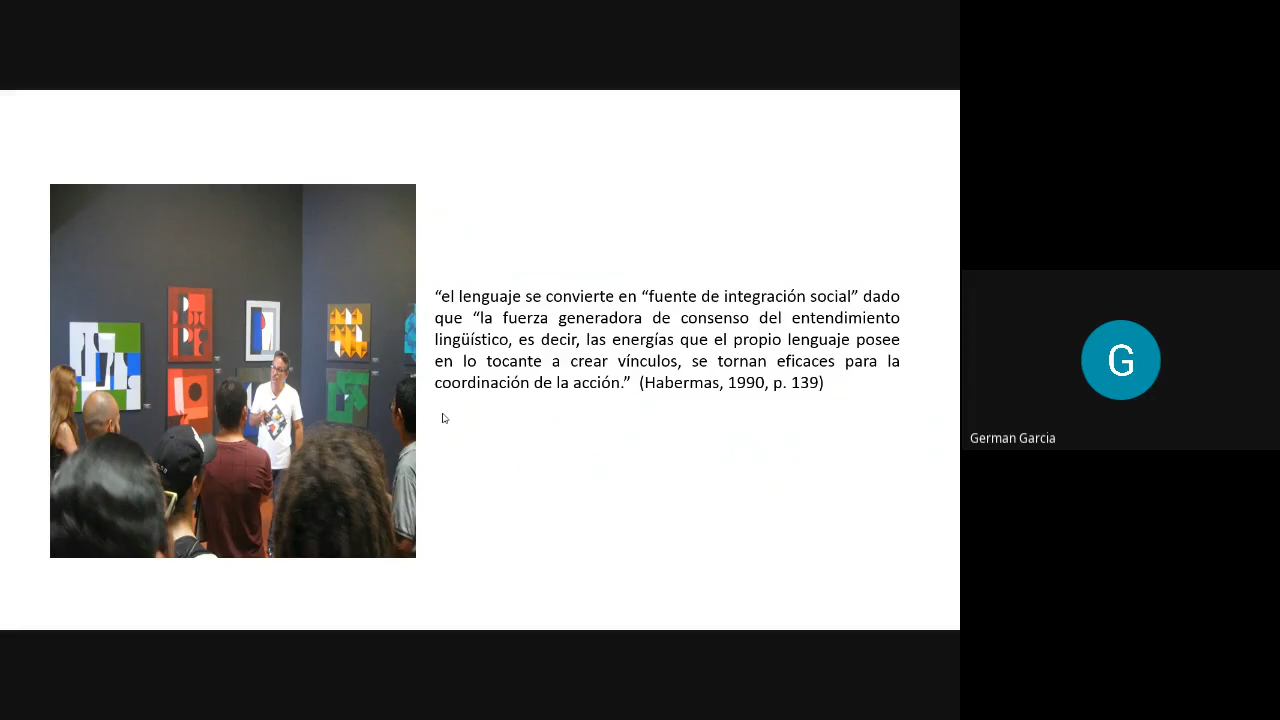 “el lenguaje se convierte en “fuente de integración social” dado
que “la fuerza generadora de consenso del entendimiento
lingüístico, es decir, las energías que el propio lenguaje posee
en lo tocante a crear vínculos, se tornan eficaces para la
coordinación de la acción.” (Habermas, 1990, p. 139)
G
German Garcia